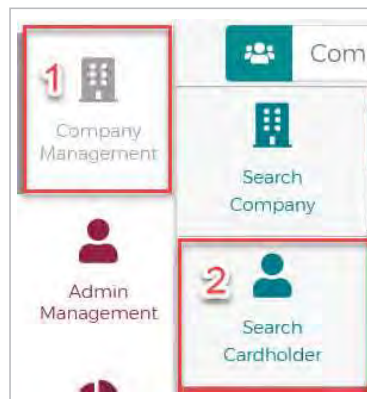 1
Company
Management
Admin
Management
Com
Search
Company
2
Search
Cardholder